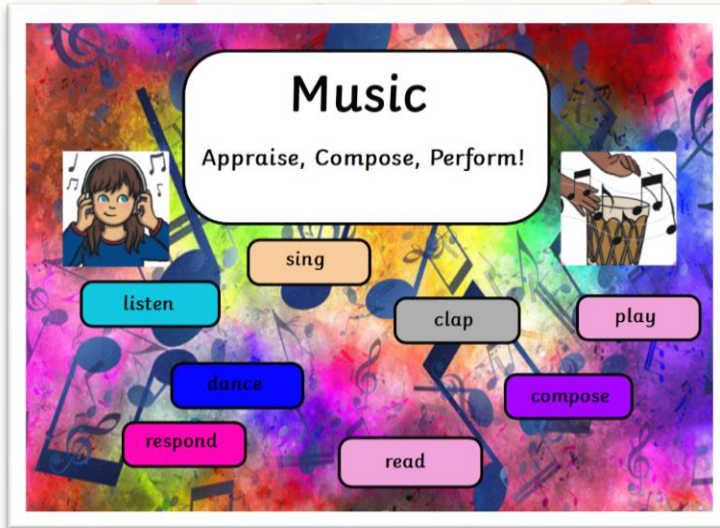 Music
Appraise, Compose, Perform!
sing
listen
clap
play
dance
compose
respond
read